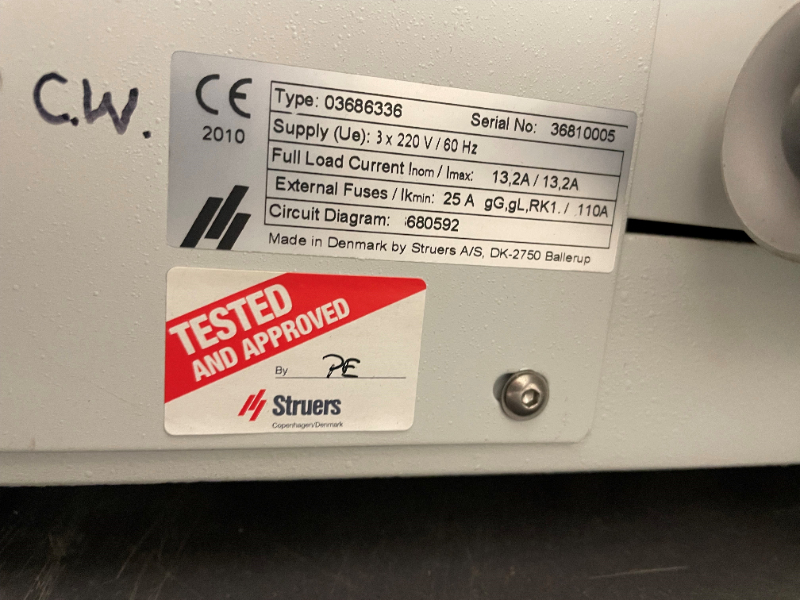 C.W.
CE
2010
Type: 03686336 Serial No: 36810005
Supply (Ue): 3 x 220 V / 60 Hz
Full Load Current Inom / Imax: 13,2A / 13,2A
External Fuses / Ikmin: 25 A gG,gL,RK1. / 110A
Circuit Diagram: 680592
Made in Denmark by Struers A/S, DK-2750 Ballerup
TESTED
AND APPROVED
By PE
Struers
Copenhagen/Denmark